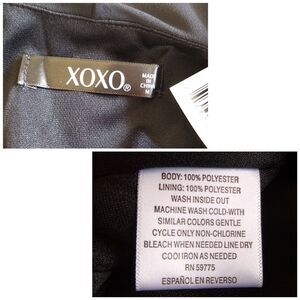 XOXO®
MADE
IN
CHINA
M
BODY: 100% POLYESTER
LINING: 100% POLYESTER
WASH INSIDE OUT
MACHINE WASH COLD-WITH
SIMILAR COLORS GENTLE
CYCLE ONLY NON-CHLORINE
BLEACH WHEN NEEDED LINE DRY
COOL IRON AS NEEDED
RN 59775
ESPAÑOL EN REVERSO